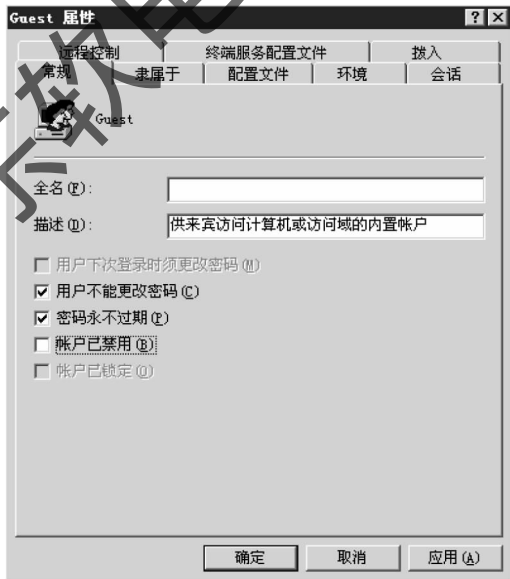 Guest 属性
远程控制 终端服务配置文件 拨入
常规 隶属于 配置文件 环境 会话
Guest
全名(F):
描述(D): 供来宾访问计算机或访问域的内置帐户
用户下次登录时须更改密码(M)
用户不能更改密码(C)
密码永不过期(P)
帐户已禁用(B)
帐户已锁定(O)
确定 取消 应用(A)